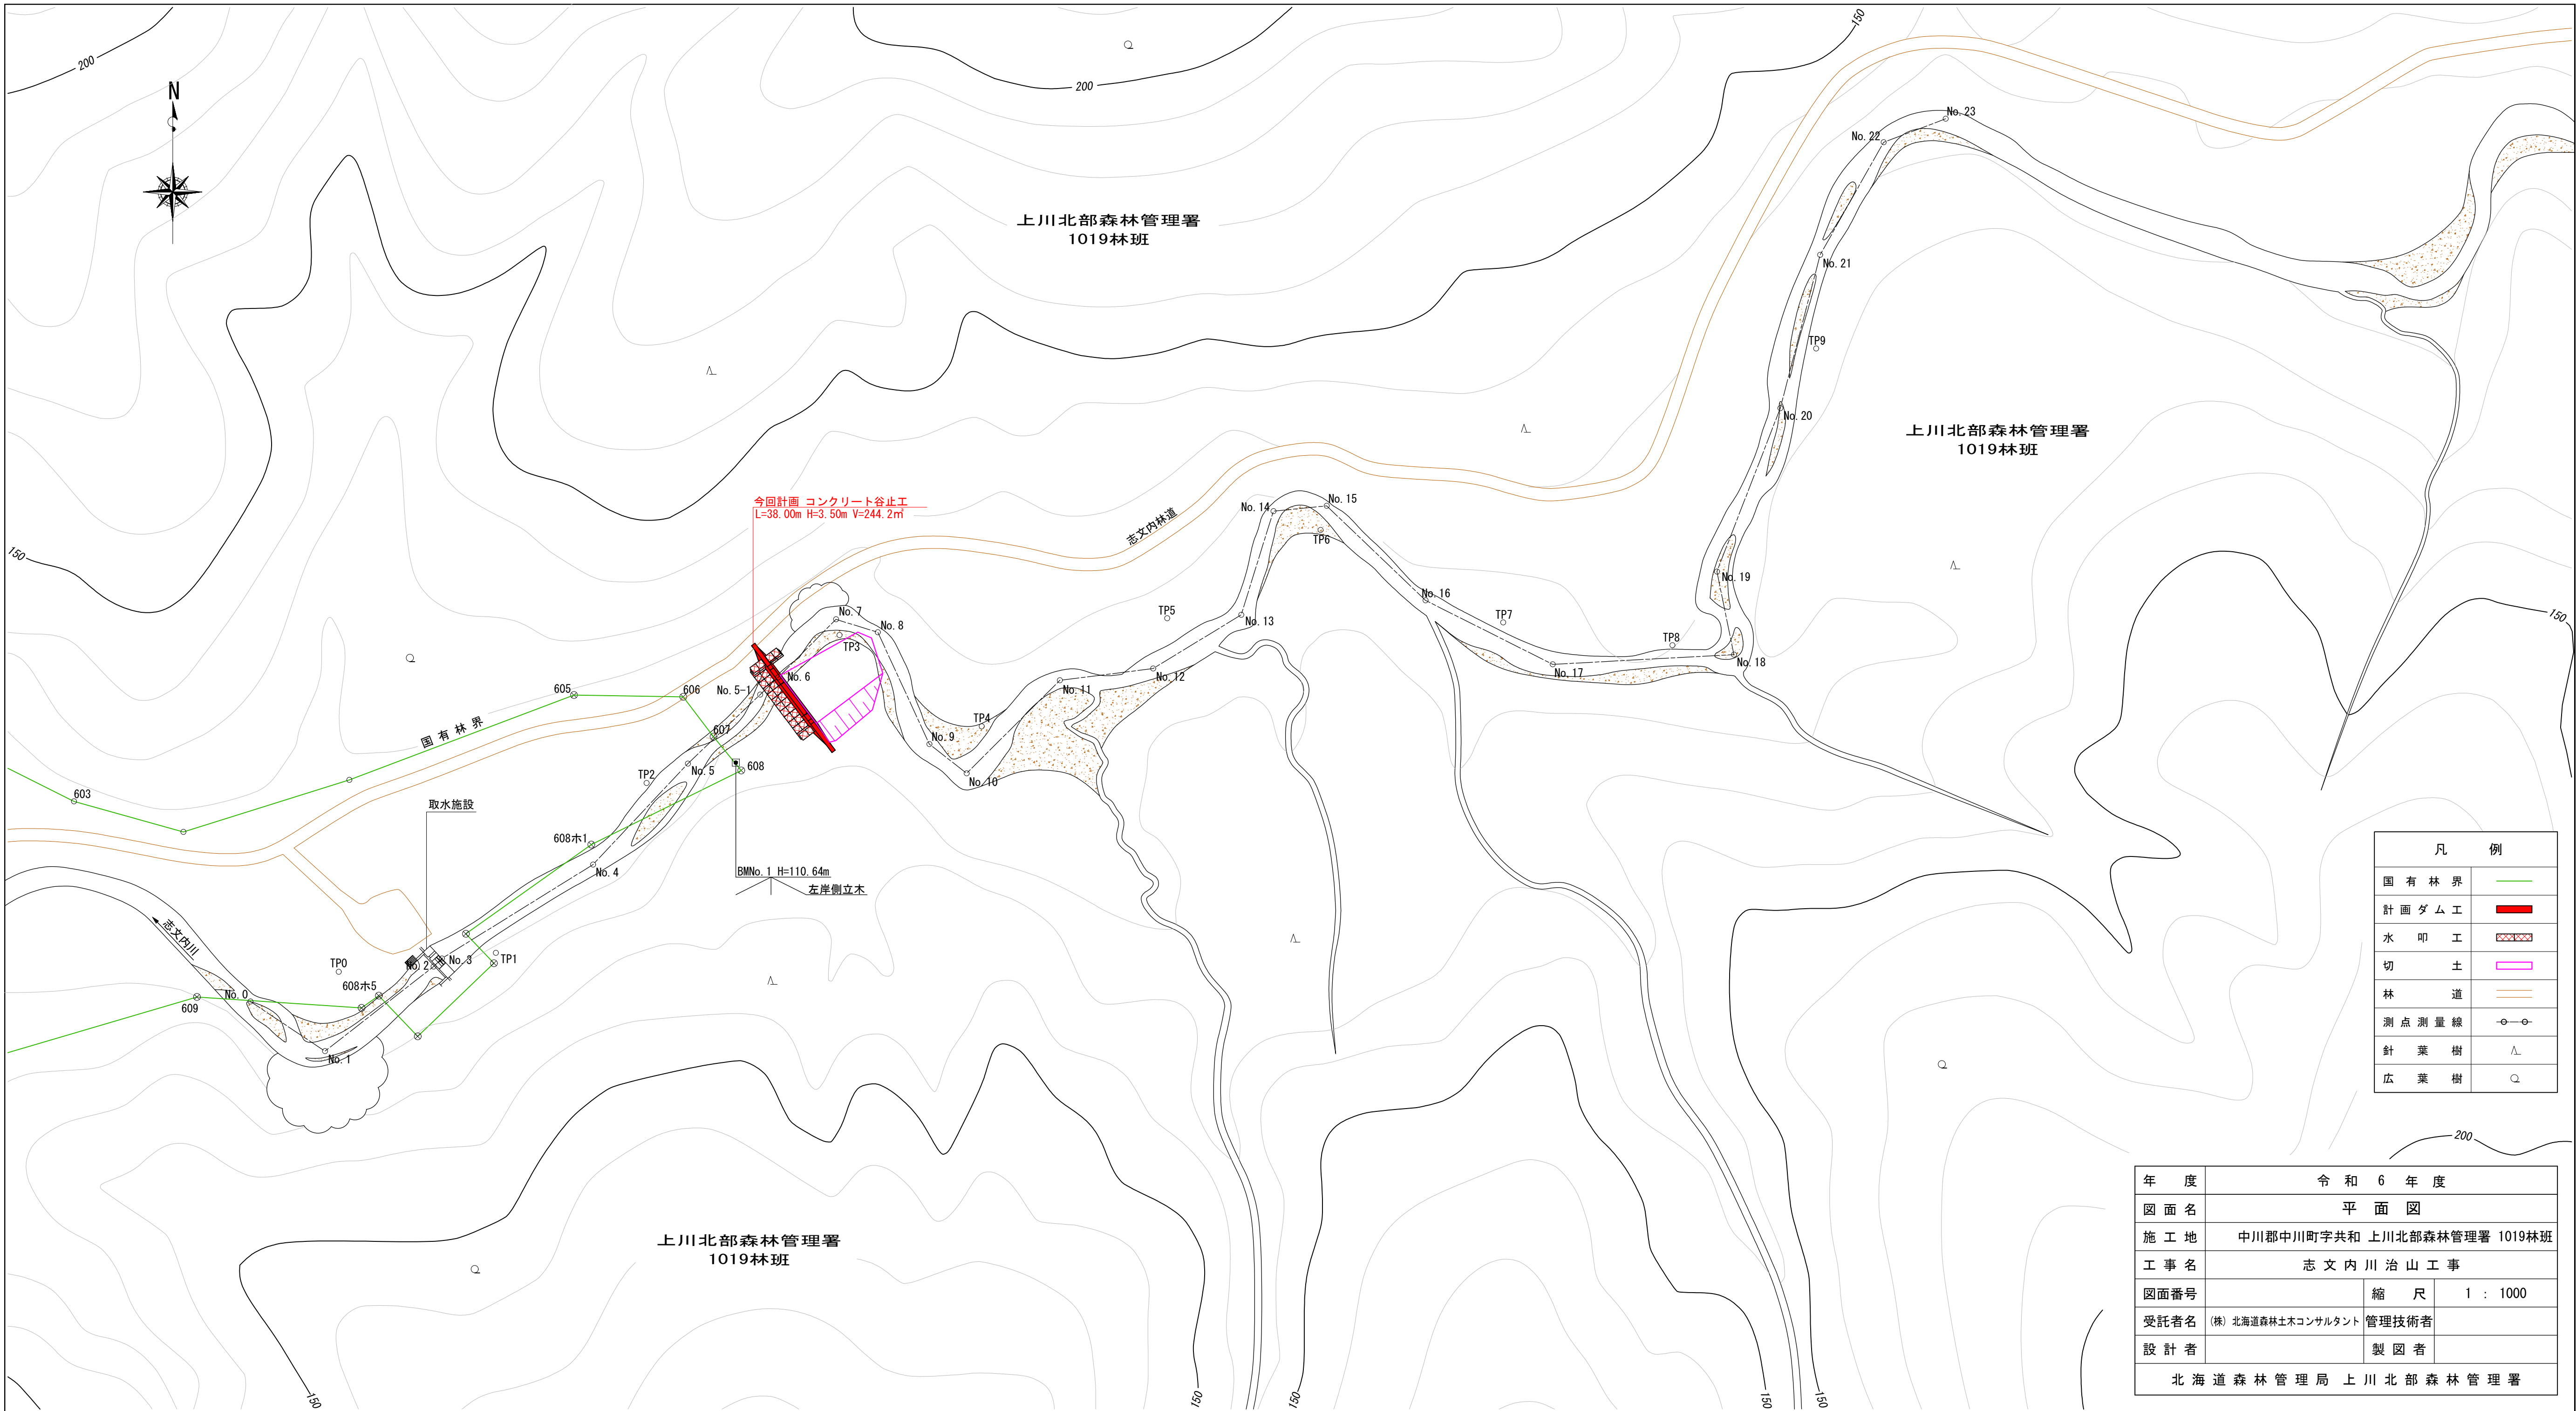 200
N
200
150
No.23
No.22
上川北部森林管理署
1019林班
No.21
TP9
No.20
上川北部森林管理署
1019林班
今回計画 コンクリート谷止工
L=38.00m H=3.50m V=244.2㎥
志文内林道
No.14
No.15
TP6
150
No.19
No.16
No.7
No.8
TP3
TP5
No.13
TP7
TP8
No.18
150
No.17
No.12
No.11
No.6
No.5-1
605
606
607
国有林界
TP4
No.9
No.10
608
No.5
TP2
603
取水施設
608ホ1
No.4
BMNo.1 H=110.64m
左岸側立木
志文内川
TP0
No.2
No.3
TP1
608ホ5
No.0
609
No.1
凡 例
国有林界
計画ダム工
水叩工
切土
林道
測点測量線
針葉樹
広葉樹
200
上川北部森林管理署
1019林班
150
150
150
150
150
年度 令和 6 年度
図面名 平面図
施工地 中川郡中川町字共和 上川北部森林管理署 1019林班
工事名 志文内川治山工事
図面番号 縮尺 1 : 1000
受託者名 (株) 北海道森林土木コンサルタント 管理技術者
設計者 製図者
北海道森林管理局 上川北部森林管理署